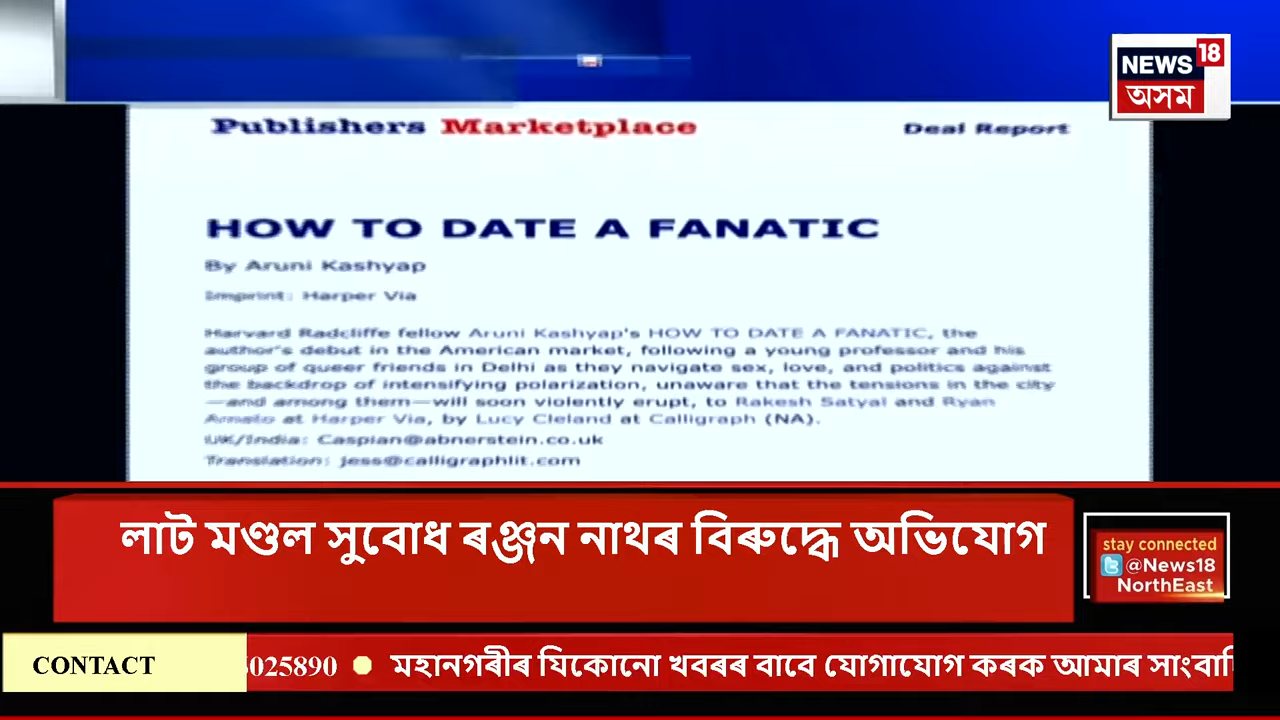 NEWS 18
অসম
Publishers Marketplace
Deal Report
HOW TO DATE A FANATIC
By Aruni Kashyap
Imprint: Harper Via
Harvard Radcliffe fellow Aruni Kashyap's HOW TO DATE A FANATIC, the
author's debut in the American market, following a young professor and his
group of queer friends in Delhi as they navigate sex, love, and politics against
the backdrop of intensifying polarization, unaware that the tensions in the city
—and among them—will soon violently erupt, to Rakesh Satyal and Ryan
Amato at Harper Via, by Lucy Cleland at Calligraph (NA).
UK/India: Caspian@abnerstein.co.uk
Translation: jess@calligraphlit.com
লাট মণ্ডল সুবোধ ৰঞ্জন নাথৰ বিৰুদ্ধে অভিযোগ
stay connected
@News18
NorthEast
CONTACT
025890 ● মহানগৰীৰ যিকোনো খবৰৰ বাবে যোগাযোগ কৰক আমাৰ